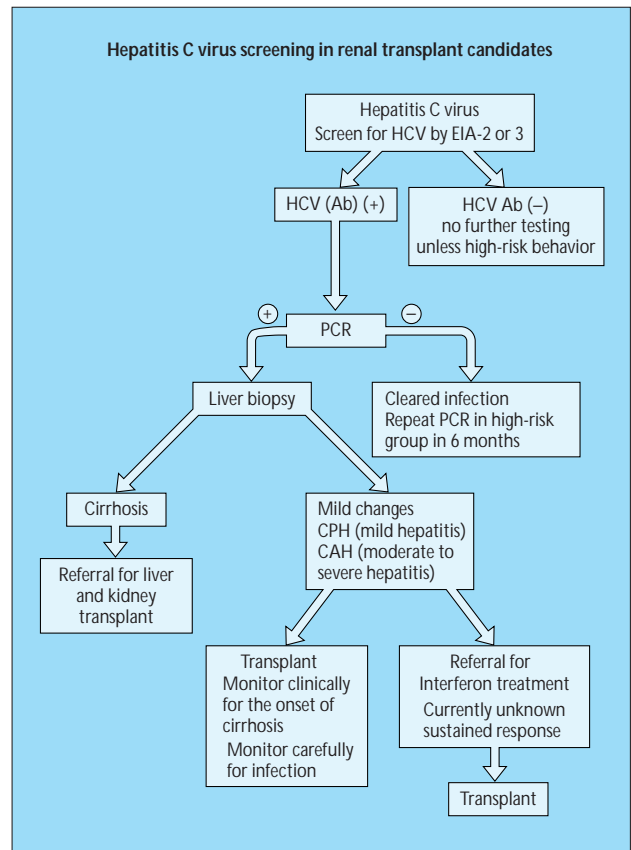 Hepatitis C virus screening in renal transplant candidates
Hepatitis C virus
Screen for HCV by EIA-2 or 3
HCV (Ab) (+)
HCV Ab (–)
no further testing
unless high-risk behavior
+
–
PCR
Liver biopsy
Cleared infection
Repeat PCR in high-risk
group in 6 months
Cirrhosis
Mild changes
CPH (mild hepatitis)
CAH (moderate to
severe hepatitis)
Referral for liver
and kidney
transplant
Transplant
Monitor clinically
for the onset of
cirrhosis
Monitor carefully
for infection
Referral for
Interferon treatment
Currently unknown
sustained response
Transplant